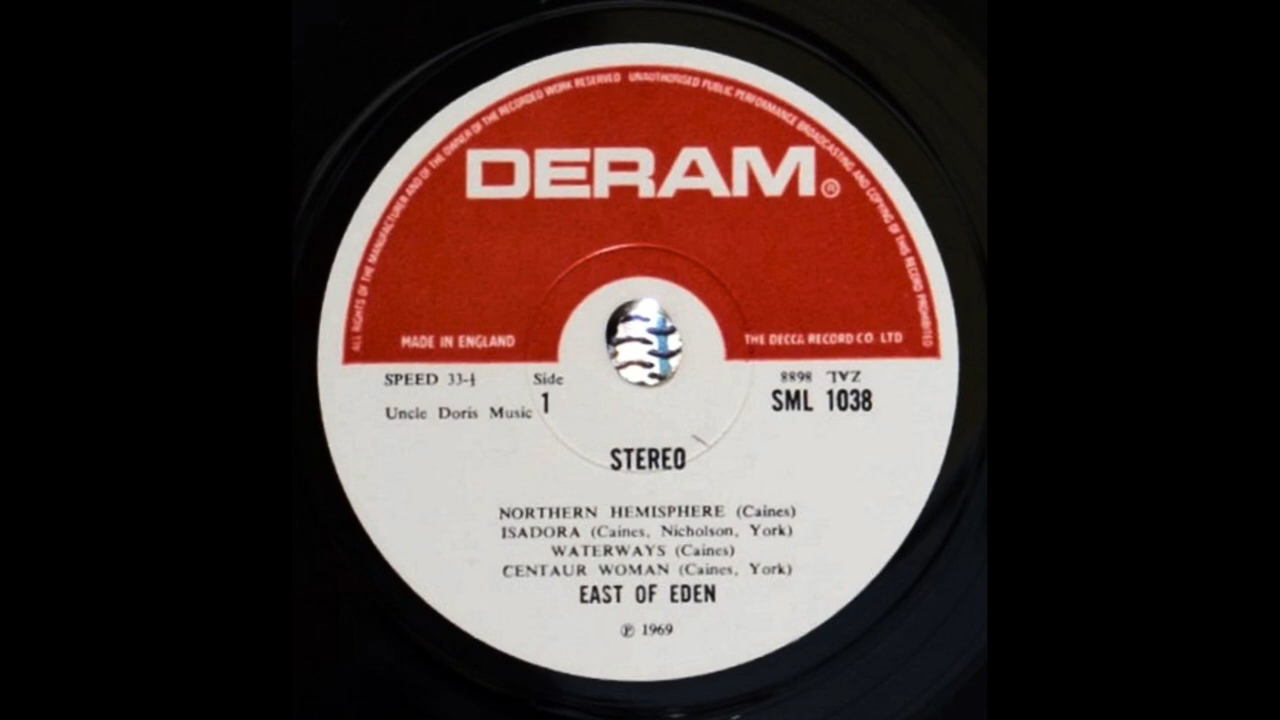 ALL RIGHTS OF THE MANUFACTURER AND OF THE OWNER OF THE RECORDED WORK RESERVED UNAUTHORISED PUBLIC PERFORMANCE BROADCASTING AND COPYING OF THIS RECORD PROHIBITED
DERAM®
MADE IN ENGLAND
THE DECCA RECORD CO. LTD
SPEED 33-⅓
Side
8898 ZAL
Uncle Doris Music
1
SML 1038
STEREO
NORTHERN HEMISPHERE (Caines)
ISADORA (Caines, Nicholson, York)
WATERWAYS (Caines)
CENTAUR WOMAN (Caines, York)
EAST OF EDEN
℗ 1969